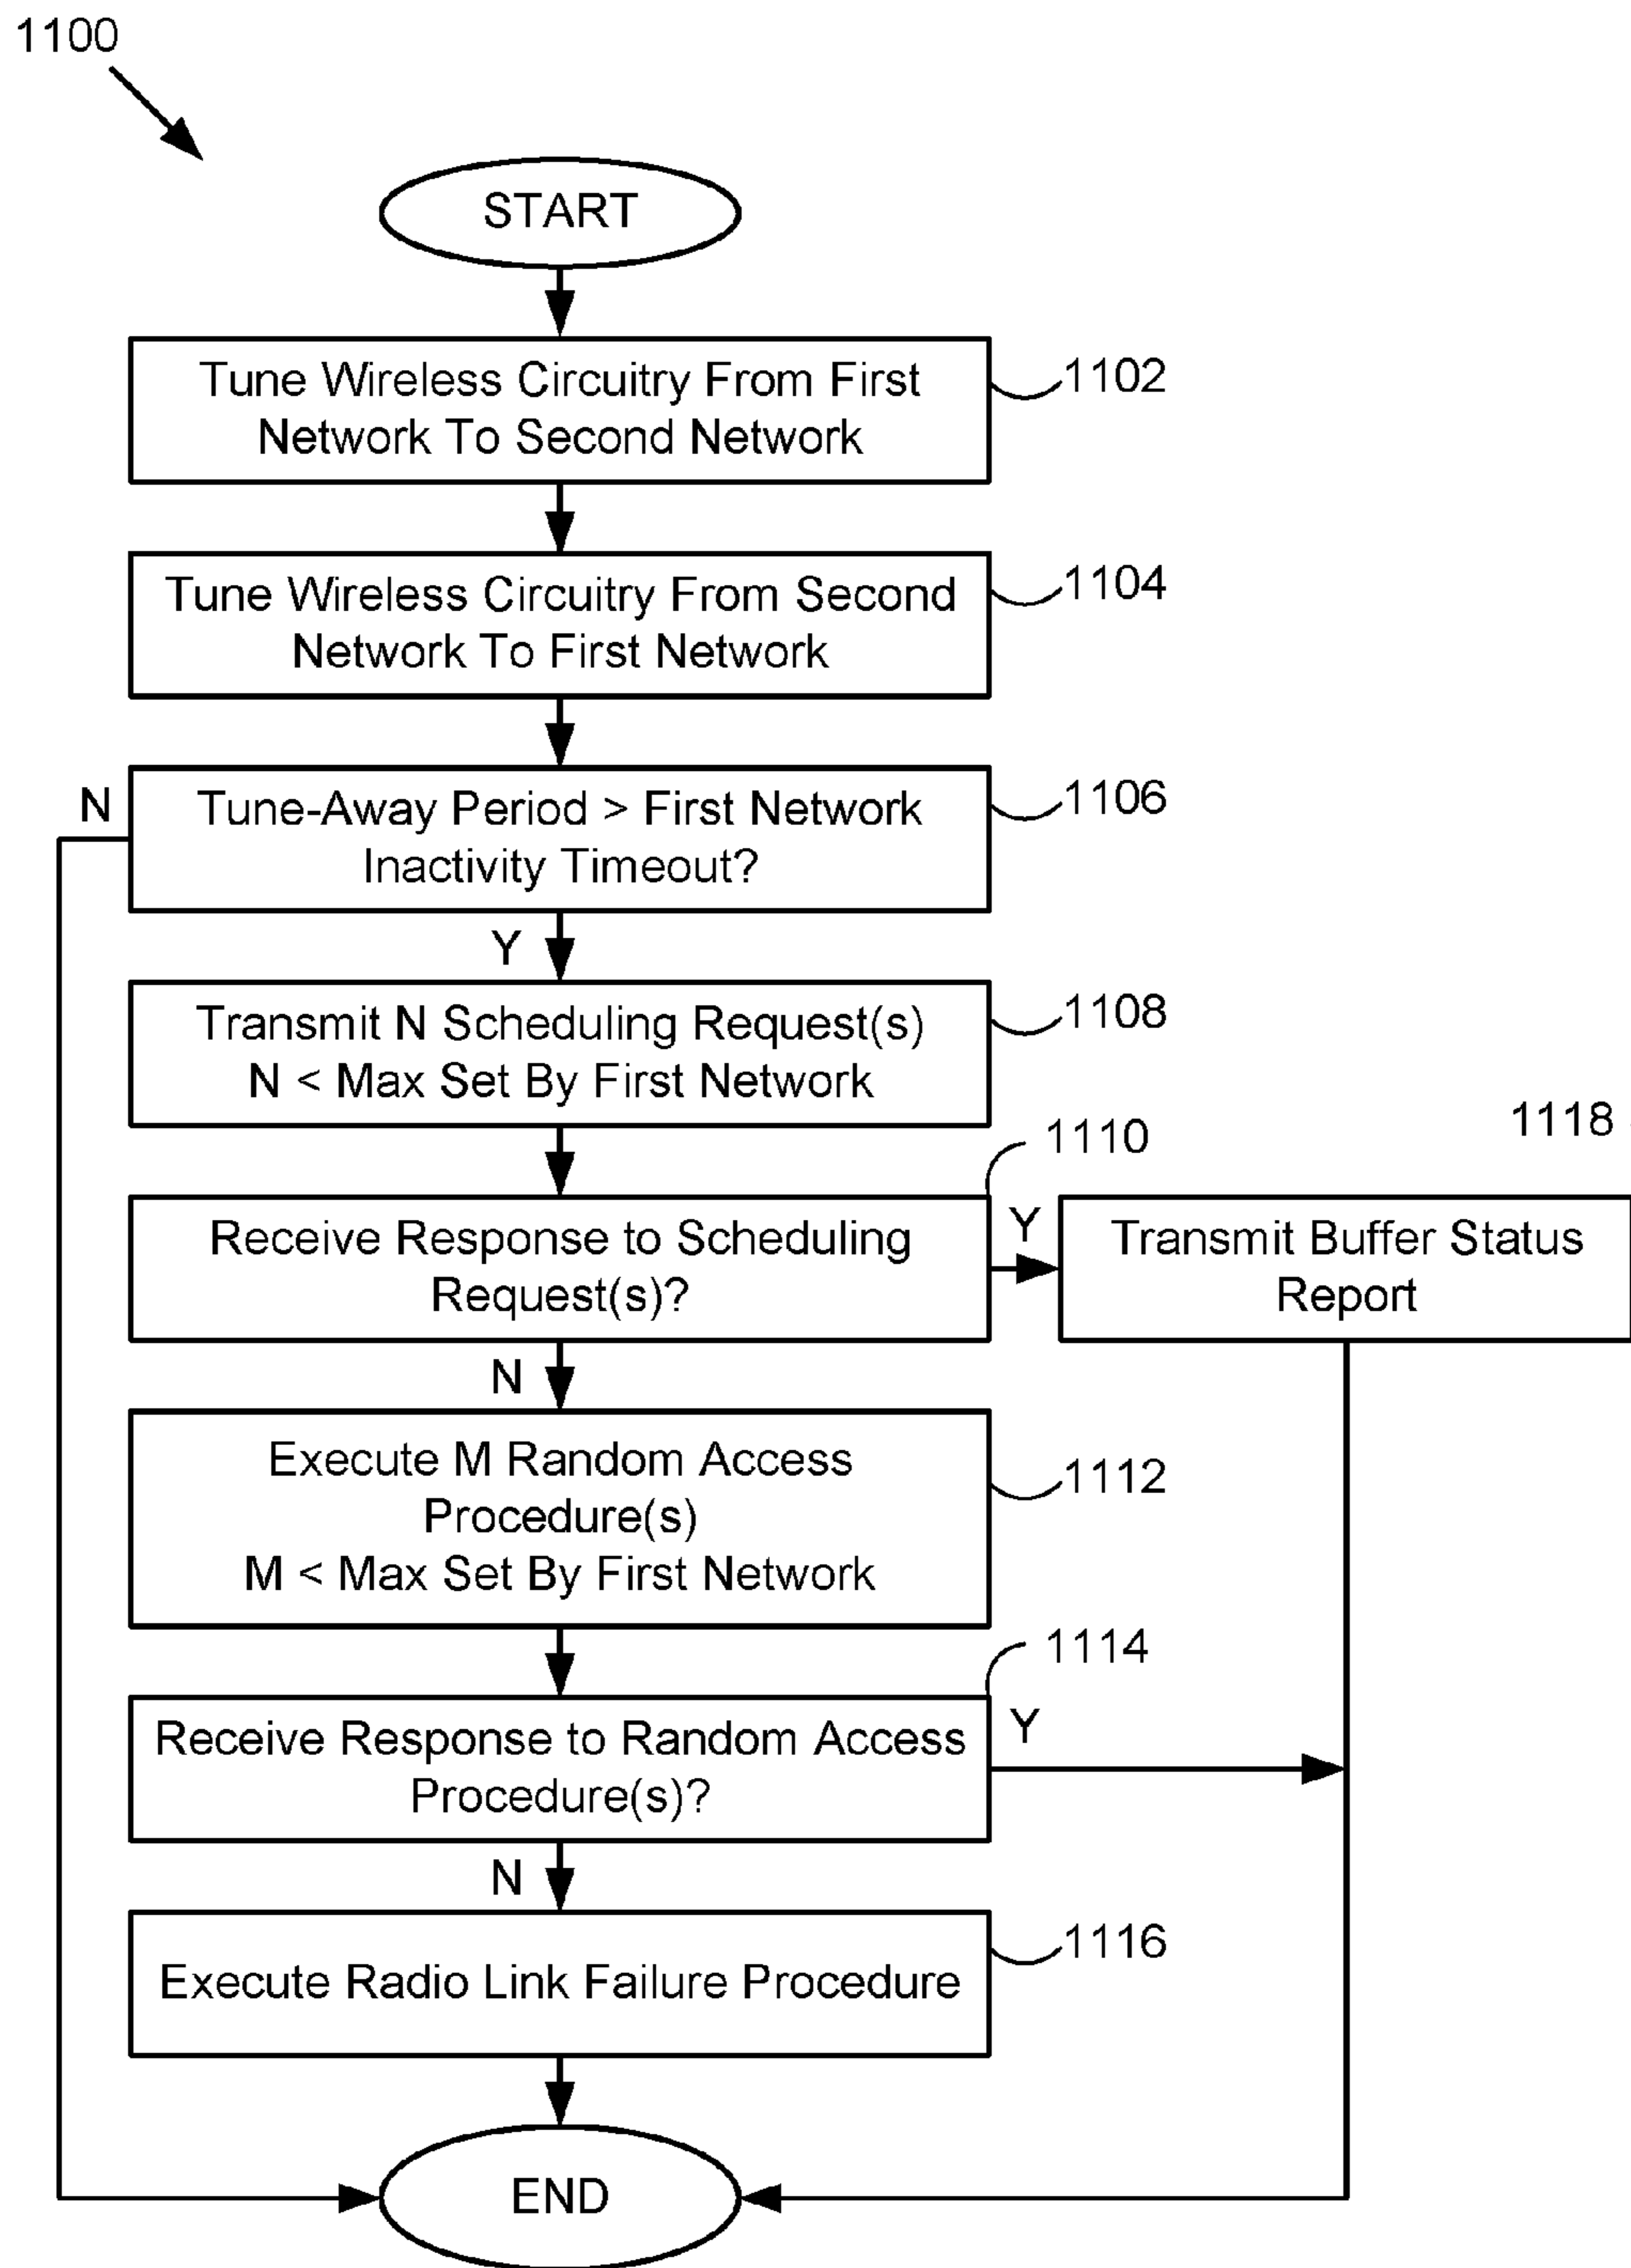 1100
START
Tune Wireless Circuitry From First
Network To Second Network
1102
Tune Wireless Circuitry From Second
Network To First Network
1104
N
Tune-Away Period > First Network
Inactivity Timeout?
1106
Y
Transmit N Scheduling Request(s)
N < Max Set By First Network
1108
1110
1118
Receive Response to Scheduling
Request(s)?
Y
Transmit Buffer Status
Report
N
Execute M Random Access
Procedure(s)
M < Max Set By First Network
1112
1114
Receive Response to Random Access
Procedure(s)?
Y
N
Execute Radio Link Failure Procedure
1116
END